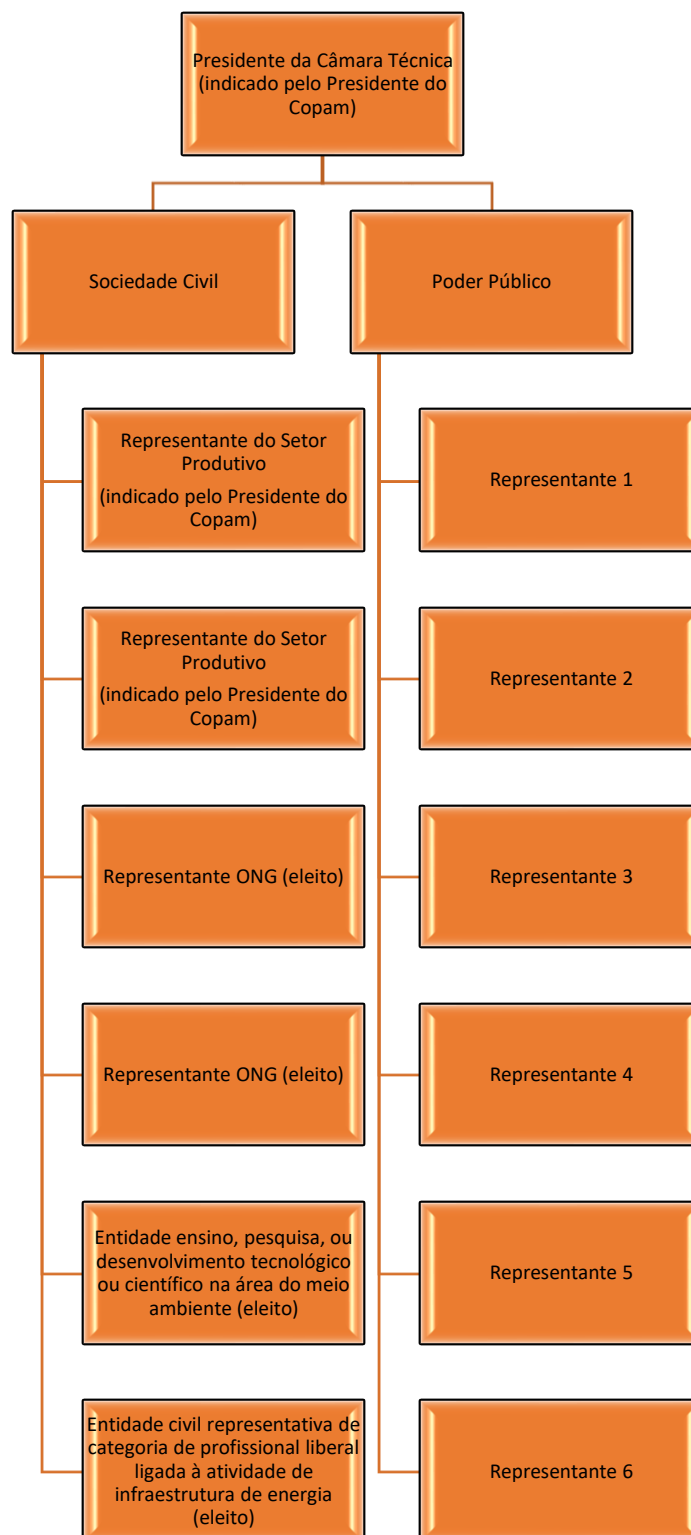 Presidente da Câmara Técnica
(indicado pelo Presidente do
Copam)
Sociedade Civil
Poder Público
Representante do Setor
Produtivo
(indicado pelo Presidente do
Copam)
Representante 1
Representante do Setor
Produtivo
(indicado pelo Presidente do
Copam)
Representante 2
Representante ONG (eleito)
Representante 3
Representante ONG (eleito)
Representante 4
Entidade ensino, pesquisa, ou
desenvolvimento tecnológico
ou científico na área do meio
ambiente (eleito)
Representante 5
Entidade civil representativa de
categoria de profissional liberal
ligada à atividade de
infraestrutura de energia
(eleito)
Representante 6